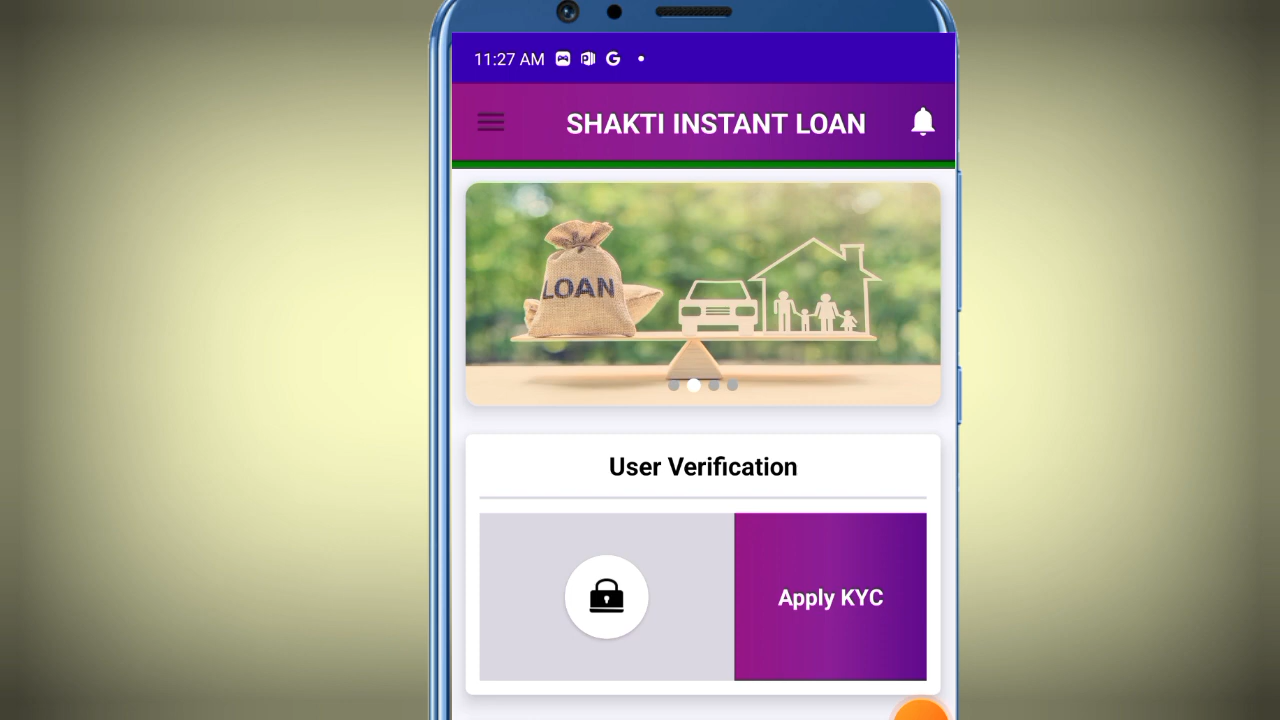 11:27 AM
SHAKTI INSTANT LOAN
LOAN
User Verification
Apply KYC